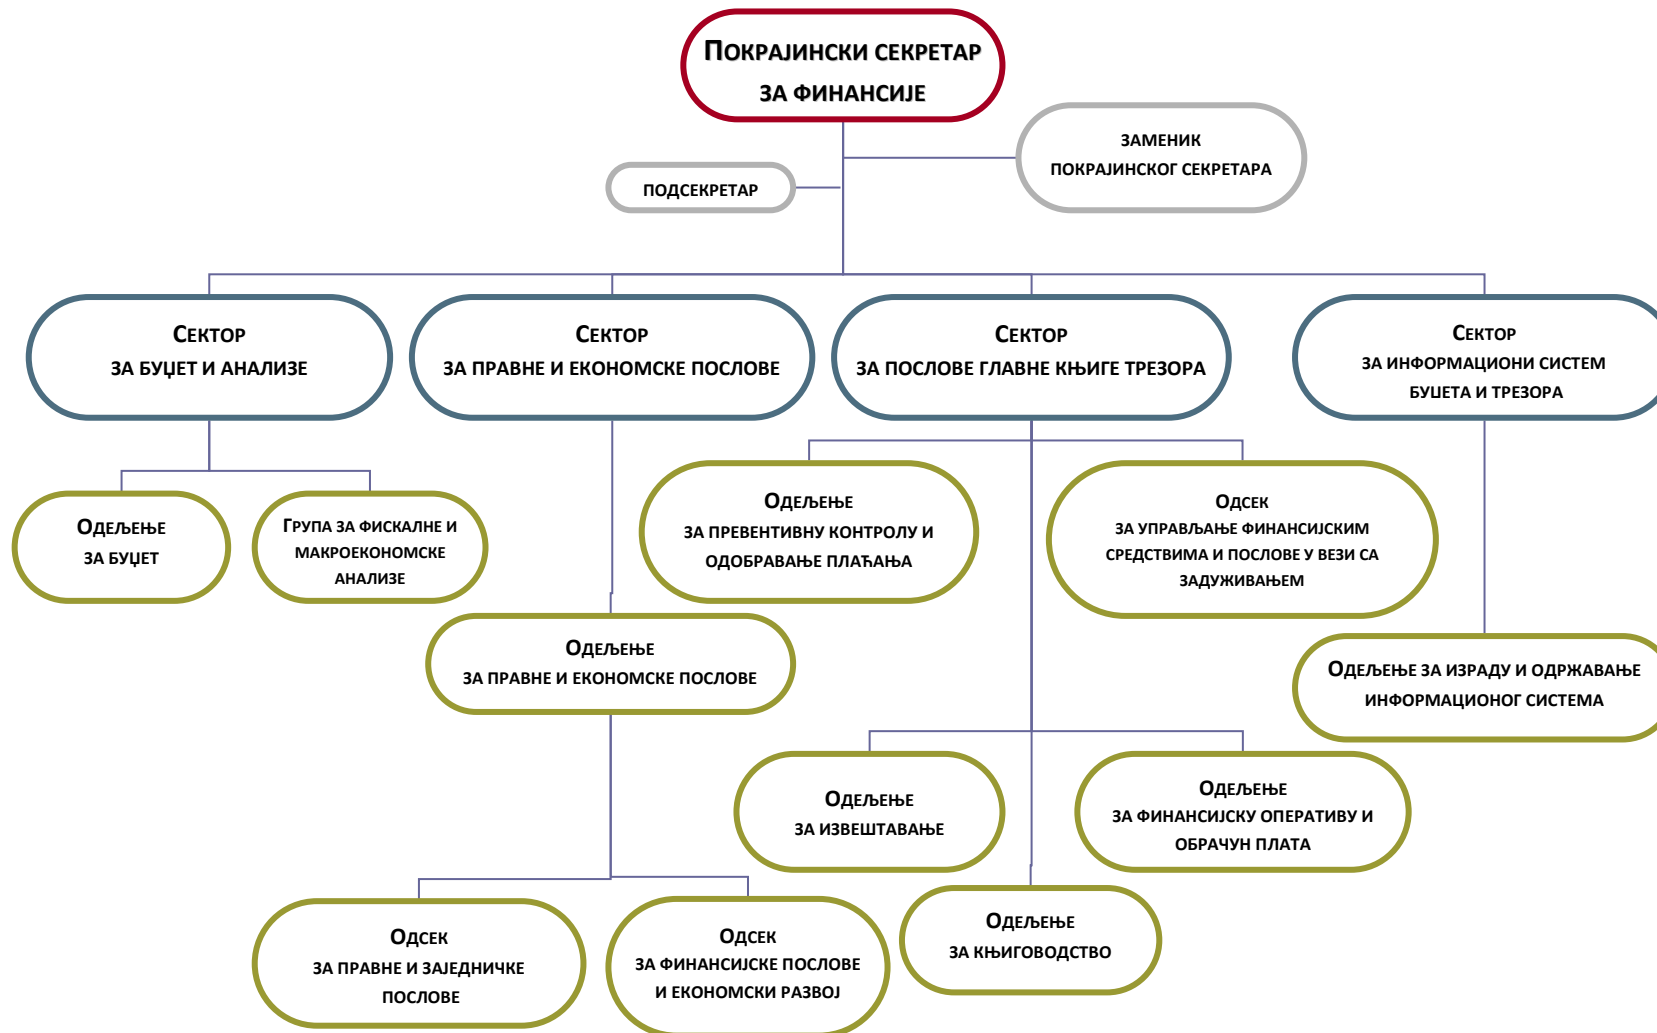 ПОКРАЈИНСКИ СЕКРЕТАР
ЗА ФИНАНСИЈЕ
ЗАМЕНИК
ПОКРАЈИНСКОГ СЕКРЕТАРА
ПОДСЕКРЕТАР
СЕКТОР
ЗА БУЏЕТ И АНАЛИЗЕ
СЕКТОР
ЗА ПРАВНЕ И ЕКОНОМСКЕ ПОСЛОВЕ
СЕКТОР
ЗА ПОСЛОВЕ ГЛАВНЕ КЊИГЕ ТРЕЗОРА
СЕКТОР
ЗА ИНФОРМАЦИОНИ СИСТЕМ
БУШЕТА И ТРЕЗОРА
ОДЕЉЕЊЕ
ЗА БУЏЕТ
ГРУПА ЗА ФИСКАЛНЕ И
МАКРОЕКОНОМСКЕ
АНАЛИЗЕ
ОДЕЉЕЊЕ
ЗА ПРЕВЕНТИВНУ КОНТРОЛУ И
ОДОБРАВАЊЕ ПЛАЋАЊА
ОДСЕК
ЗА УПРАВЉАЊЕ ФИНАНСИЈСКИМ
СРЕДСТВИМА И ПОСЛОВЕ У ВЕЗИ СА
ЗАДУЖИВАЊЕМ
ОДЕЉЕЊЕ
ЗА ПРАВНЕ И ЕКОНОМСКЕ ПОСЛОВЕ
ОДЕЉЕЊЕ ЗА ИЗРАДУ И ОДРЖАВАЊЕ
ИНФОРМАЦИОНОГ СИСТЕМА
ОДЕЉЕЊЕ
ЗА ИЗВЕШТАВАЊЕ
ОДЕЉЕЊЕ
ЗА ФИНАНСИЈСКУ ОПЕРАТИВУ И
ОБРАЧУН ПЛАТА
ОДСЕК
ЗА ПРАВНЕ И ЗАЈЕДНИЧКЕ
ПОСЛОВЕ
ОДСЕК
ЗА ФИНАНСИЈСКЕ ПОСЛОВЕ
И ЕКОНОМСКИ РАЗВОЈ
ОДЕЉЕЊЕ
ЗА КЊИГОВОДСТВО